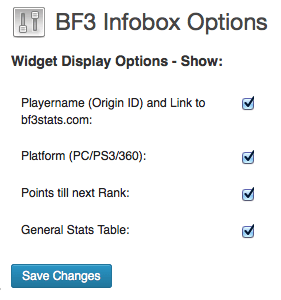 BF3 Infobox Options
Widget Display Options - Show:
Playername (Origin ID) and Link to
bf3stats.com:
Platform (PC/PS3/360):
Points till next Rank:
General Stats Table:
Save Changes